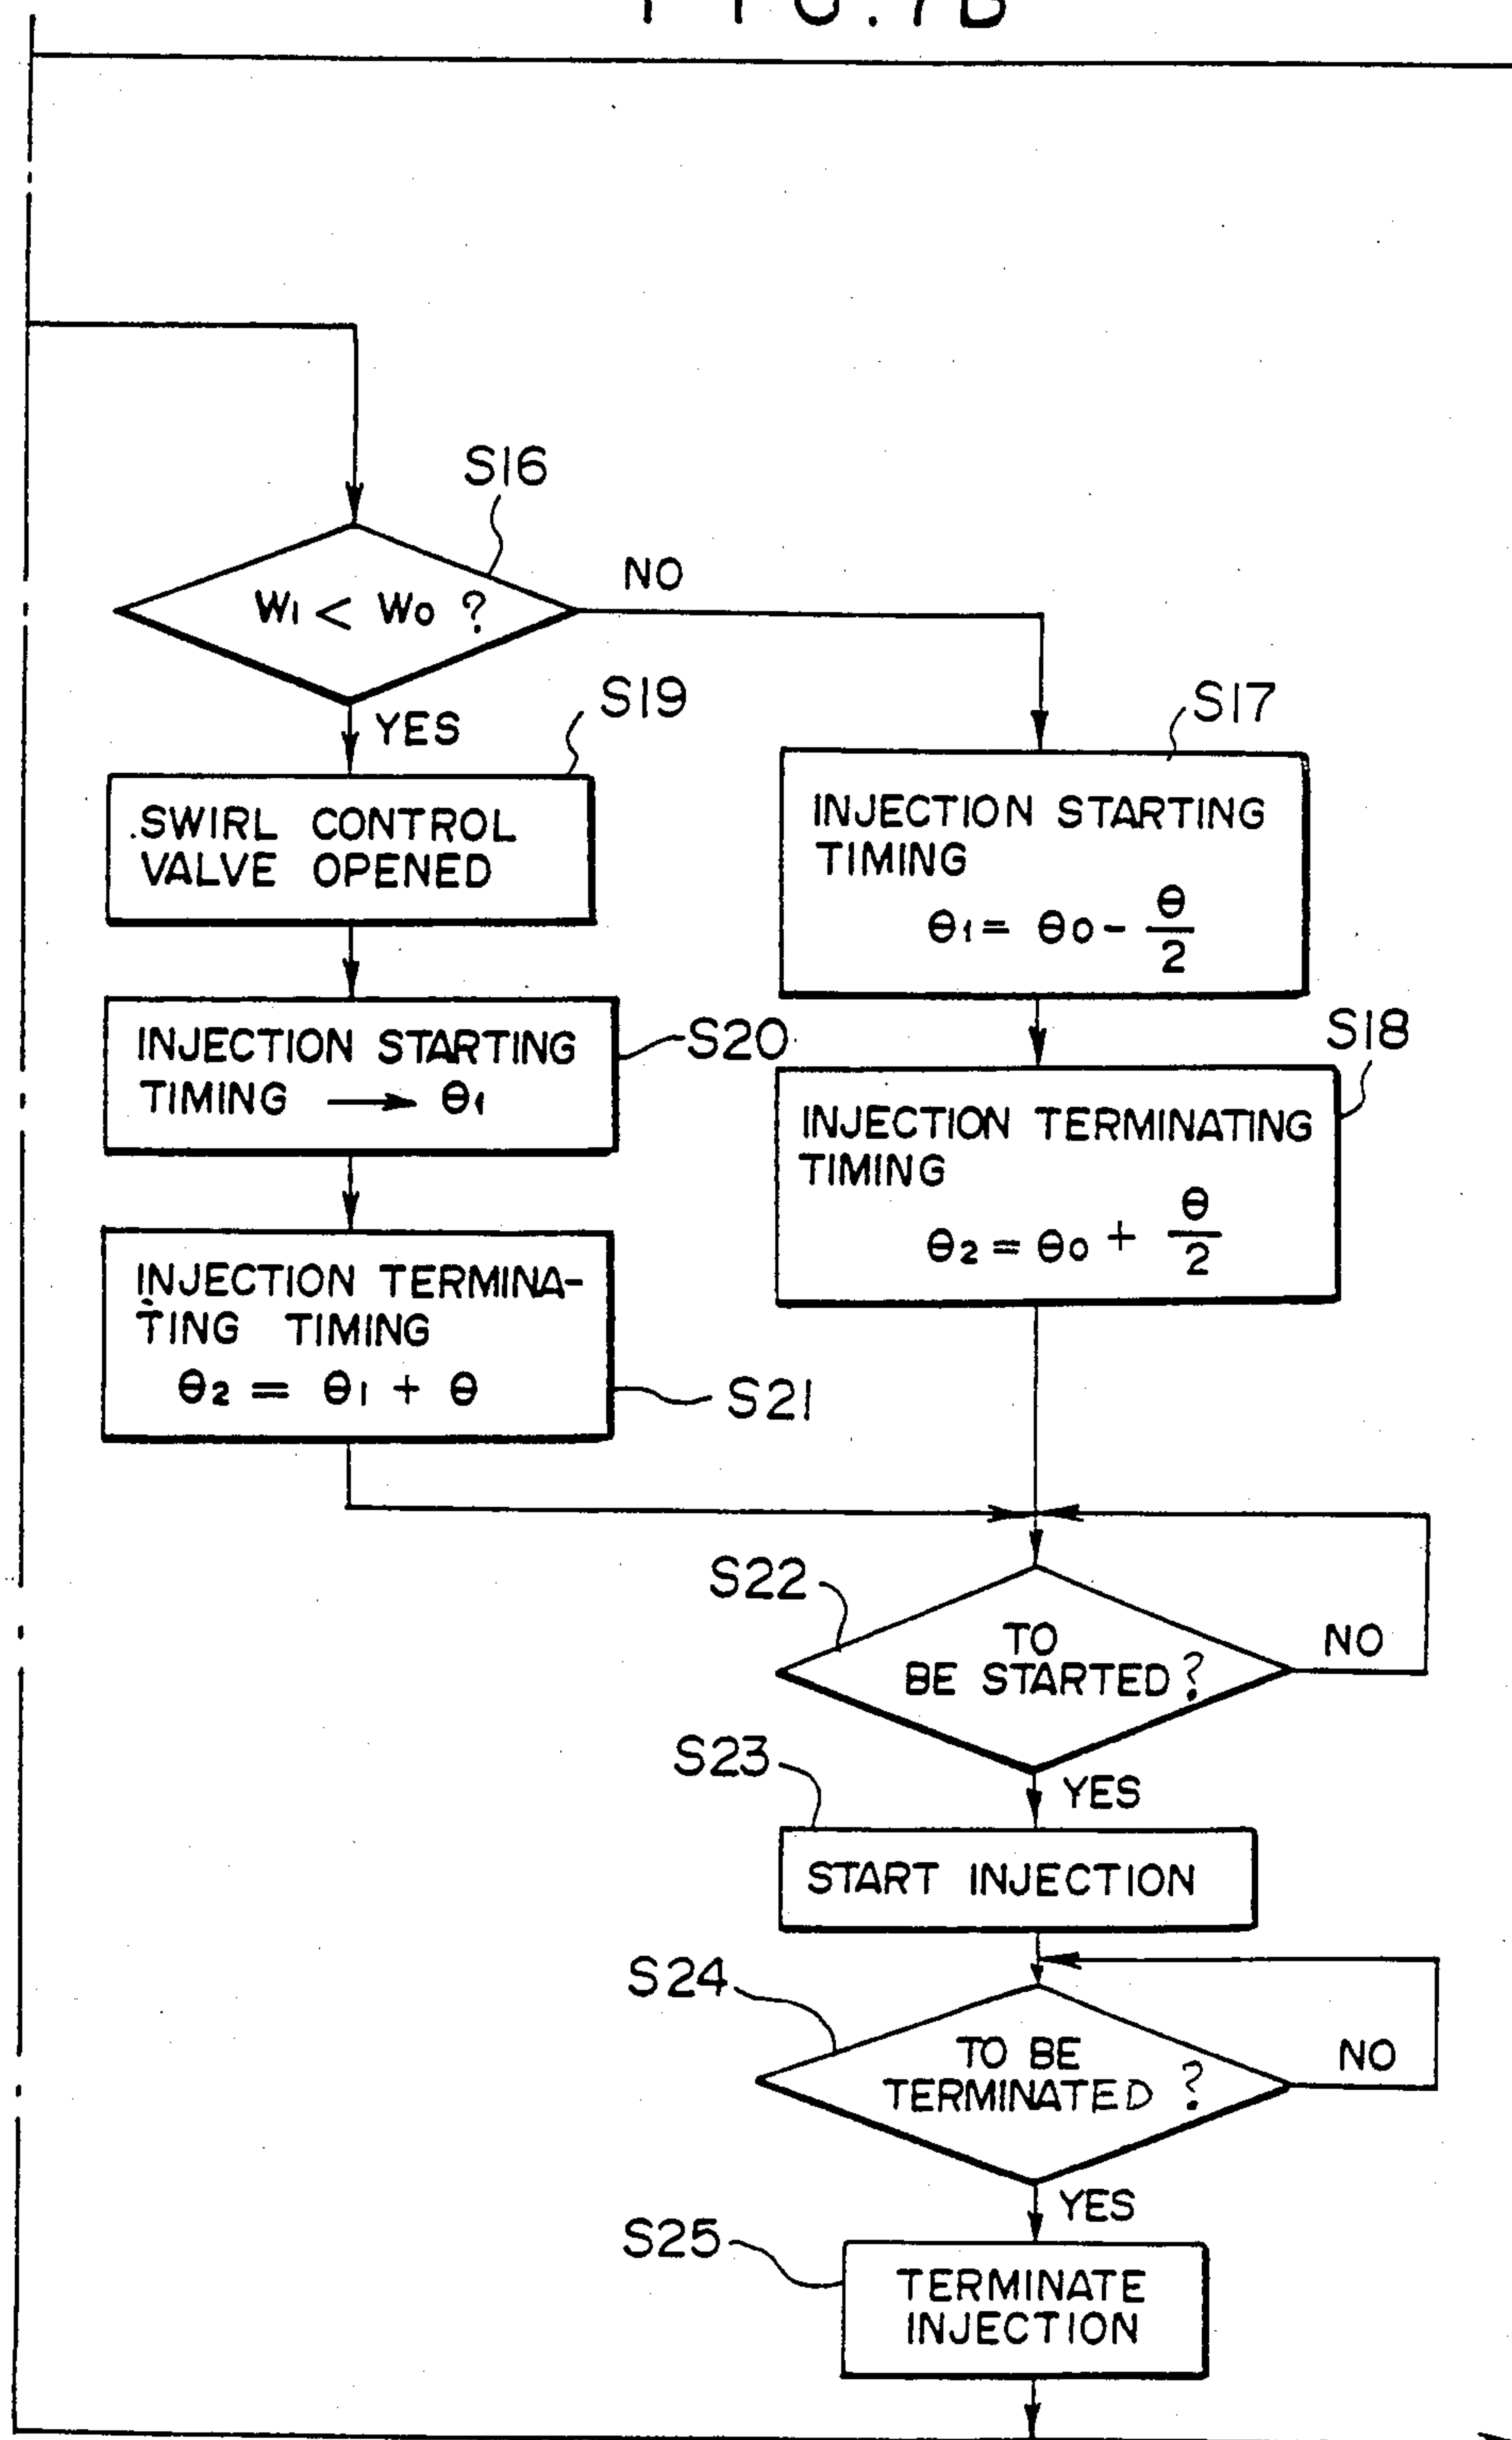 FIG.7B
S16
W1 < W0 ?
NO
YES
S19
SWIRL CONTROL
VALVE OPENED
S17
INJECTION STARTING
TIMING
θ1 = θ0 - θ/2
INJECTION STARTING
TIMING → θ1
S20
S18
INJECTION TERMINATING
TIMING
θ2 = θ0 + θ/2
INJECTION TERMINA-
TING TIMING
θ2 = θ1 + θ
S21
S22
TO
BE STARTED?
NO
S23
YES
START INJECTION
S24
TO BE
TERMINATED ?
NO
YES
S25
TERMINATE
INJECTION